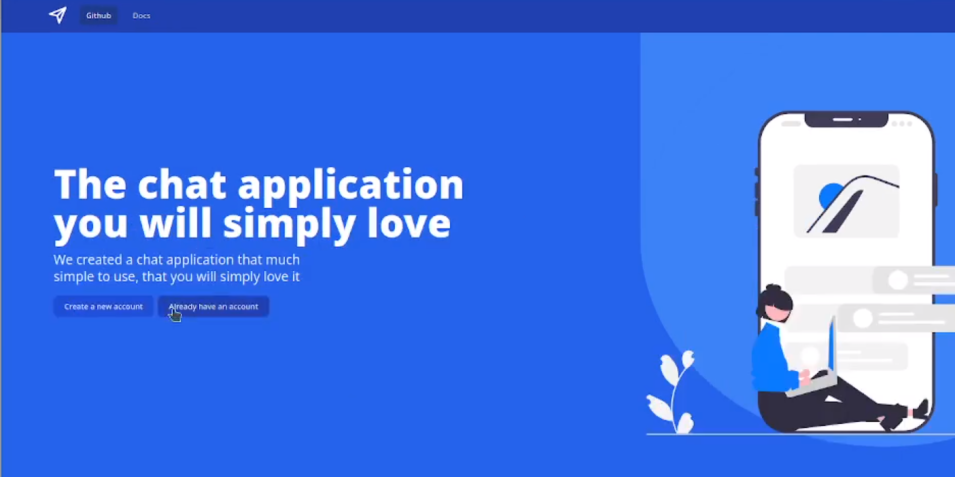 Github
Docs
The chat application
you will simply love
We created a chat application that much
simple to use, that you will simply love it
Create a new account
Already have an account